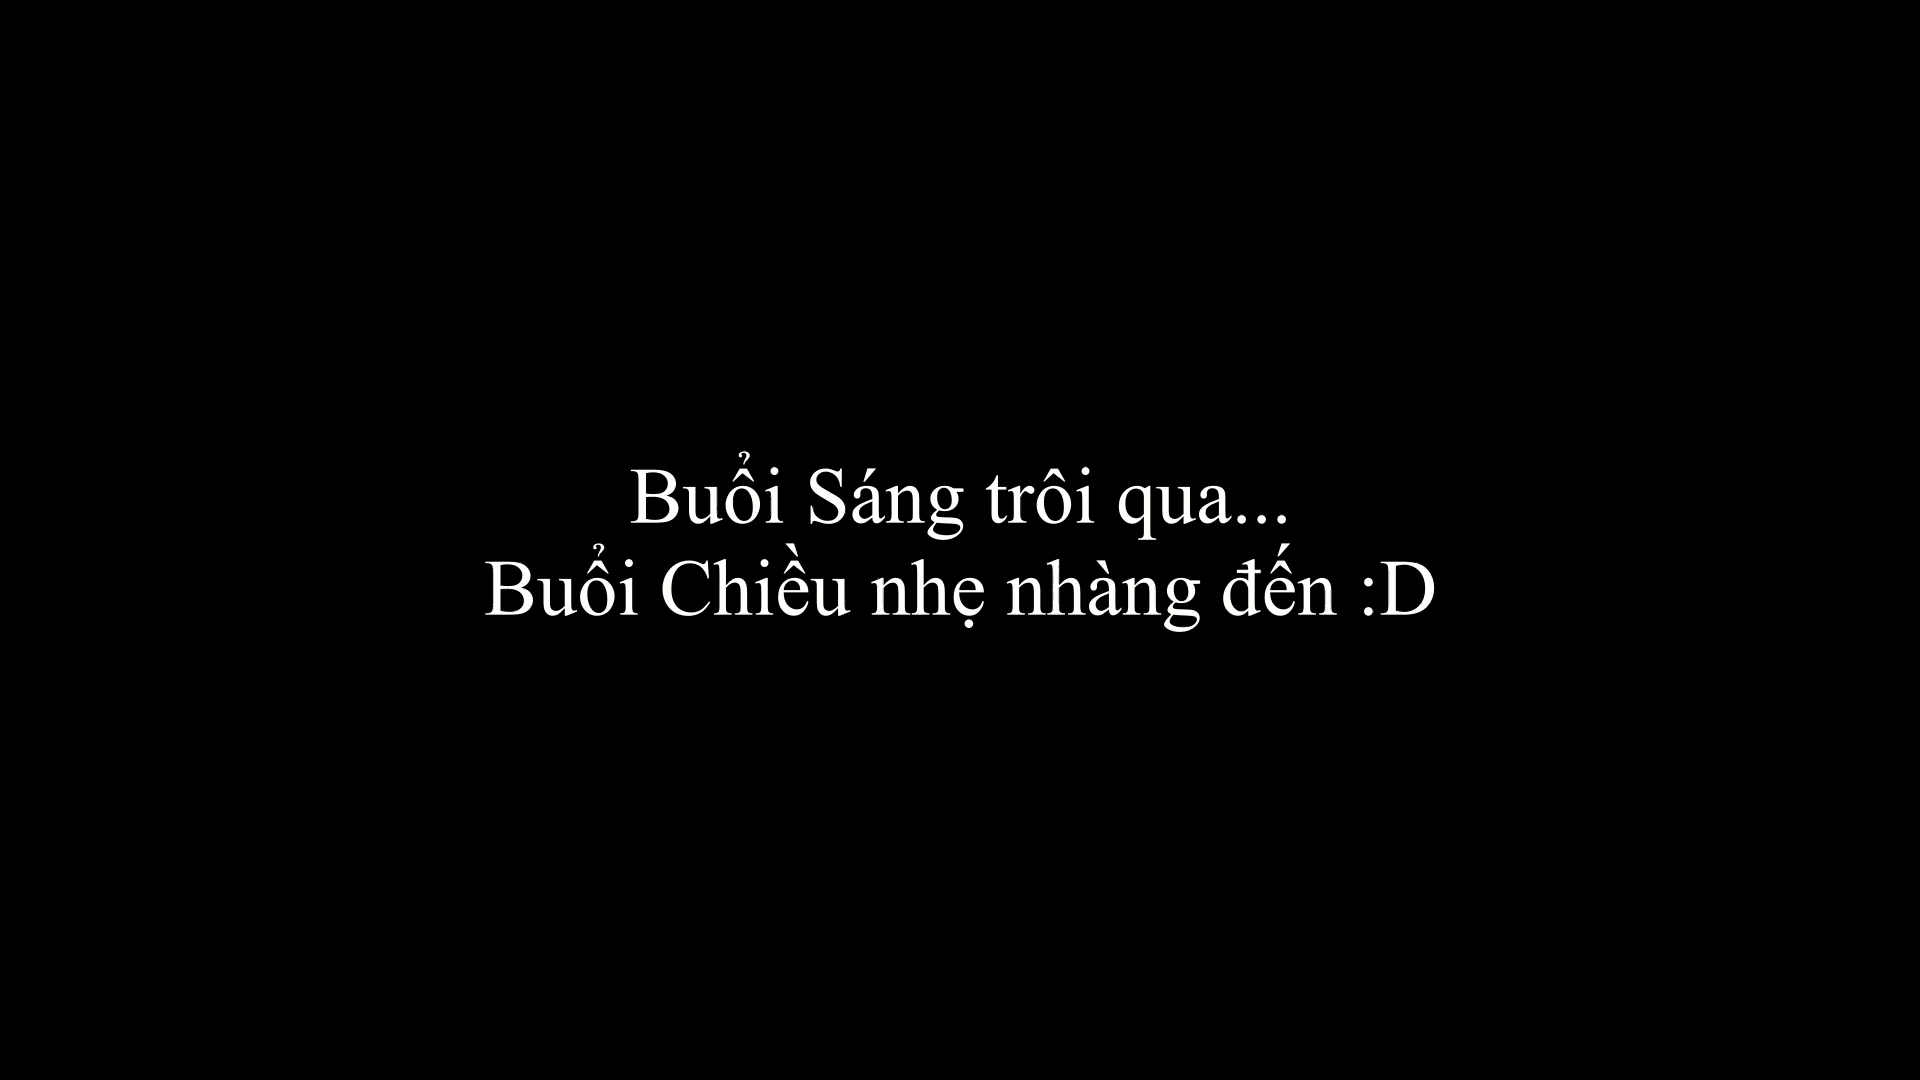 Buổi Sáng trôi qua...
Buổi Chiều nhẹ nhàng đến :D